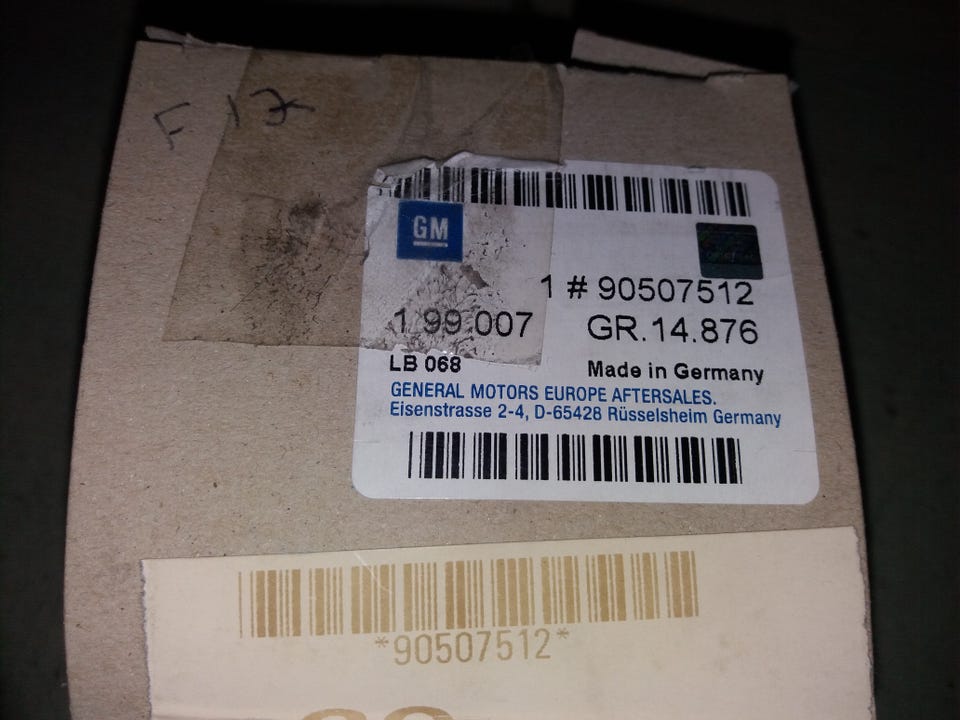 F 17
GM
1 # 90507512
1 99 007 GR.14.876
LB 068 Made in Germany
GENERAL MOTORS EUROPE AFTERSALES.
Eisenstrasse 2-4, D-65428 Rüsselsheim Germany
*90507512*